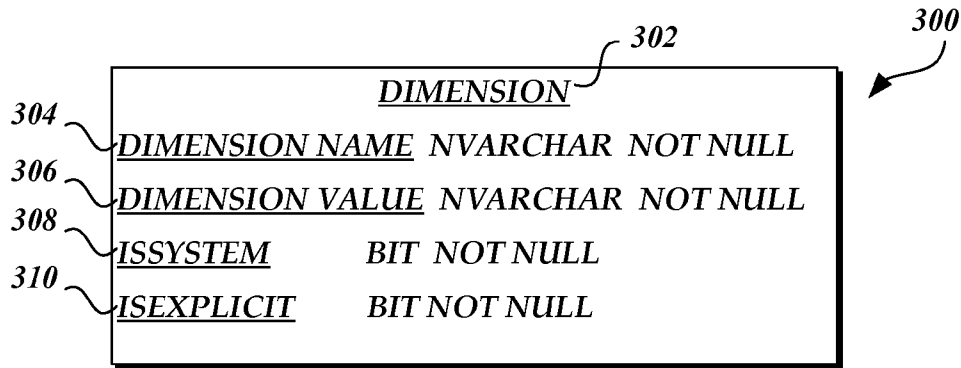 300
302
DIMENSION
304
DIMENSION NAME NVARCHAR NOT NULL
306
DIMENSION VALUE NVARCHAR NOT NULL
308
ISSYSTEM BIT NOT NULL
310
ISEXPLICIT BIT NOT NULL